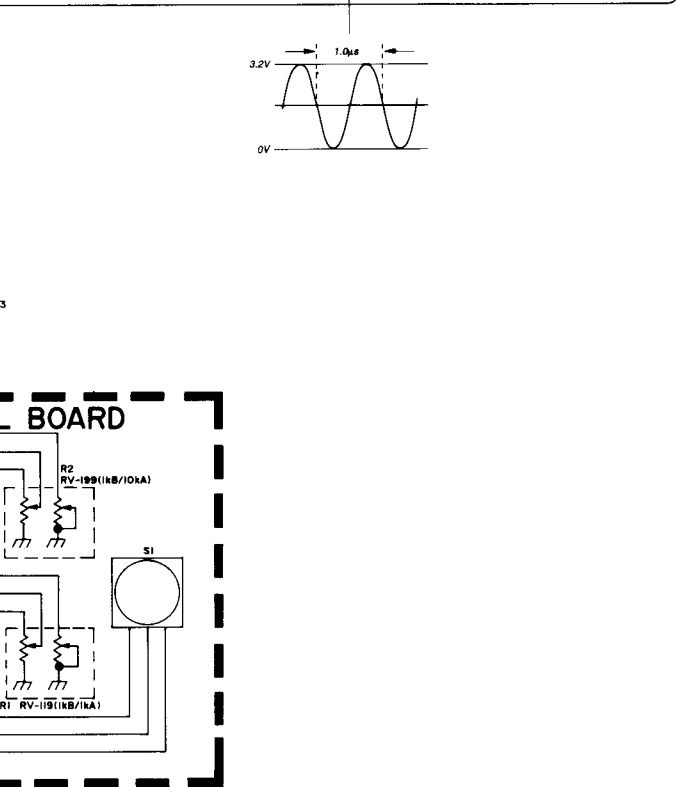 1.0μs
3.2V
0V
3
L BOARD
R2
RV-199(1kB/10kA)
S1
R1 RV-119(1kB/1kA)